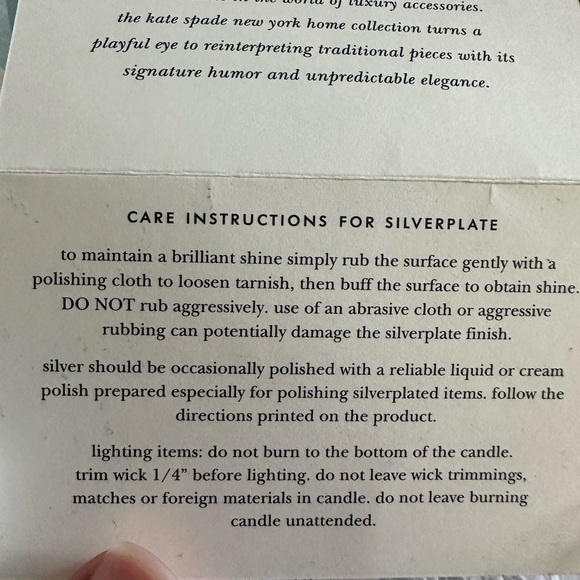 in the world of luxury accessories.
the kate spade new york home collection turns a
playful eye to reinterpreting traditional pieces with its
signature humor and unpredictable elegance.
CARE INSTRUCTIONS FOR SILVERPLATE
to maintain a brilliant shine simply rub the surface gently with a
polishing cloth to loosen tarnish, then buff the surface to obtain shine.
DO NOT rub aggressively. use of an abrasive cloth or aggressive
rubbing can potentially damage the silverplate finish.
silver should be occasionally polished with a reliable liquid or cream
polish prepared especially for polishing silverplated items. follow the
directions printed on the product.
lighting items: do not burn to the bottom of the candle.
trim wick 1/4” before lighting. do not leave wick trimmings,
matches or foreign materials in candle. do not leave burning
candle unattended.